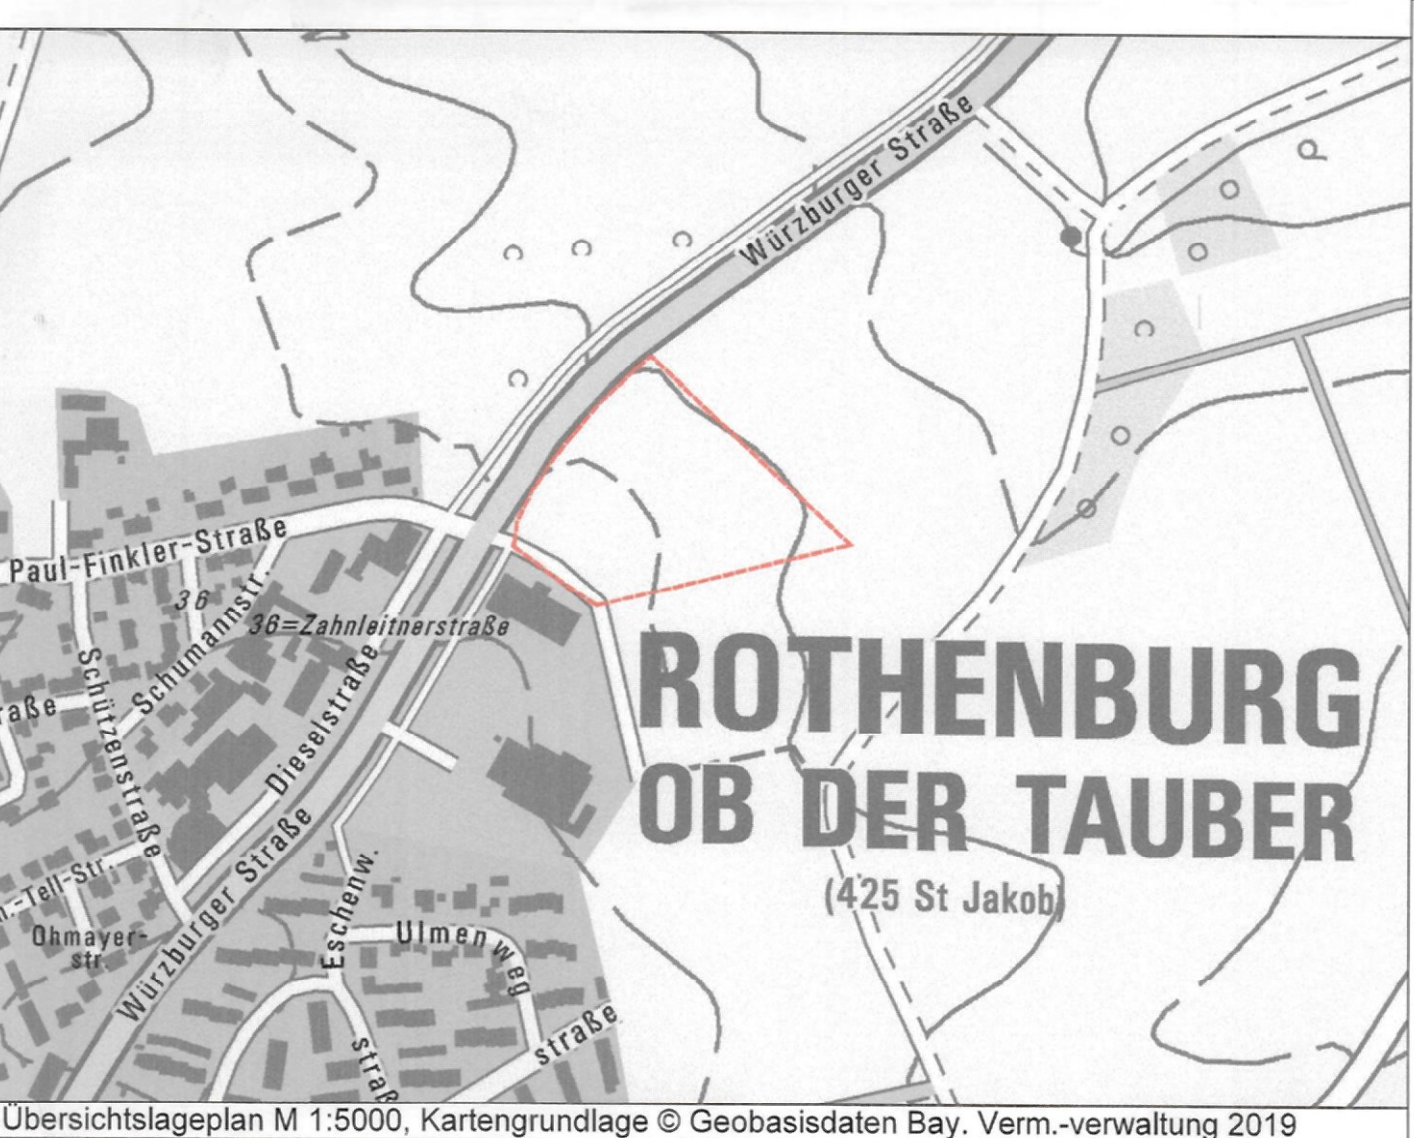 Würzburger Straße
Paul-Finkler-Straße
36
Schumannstr.
36=Zahnleitnerstraße
Schützenstraße
raße
Dieselstraße
ROTHENBURG
OB DER TAUBER
(425 St Jakob)
Würzburger Straße
.-Tell-Str.
Ohmayer-
str.
Eschenw.
Ulmenweg
straße
straß
Übersichtslageplan M 1:5000, Kartengrundlage © Geobasisdaten Bay. Verm.-verwaltung 2019